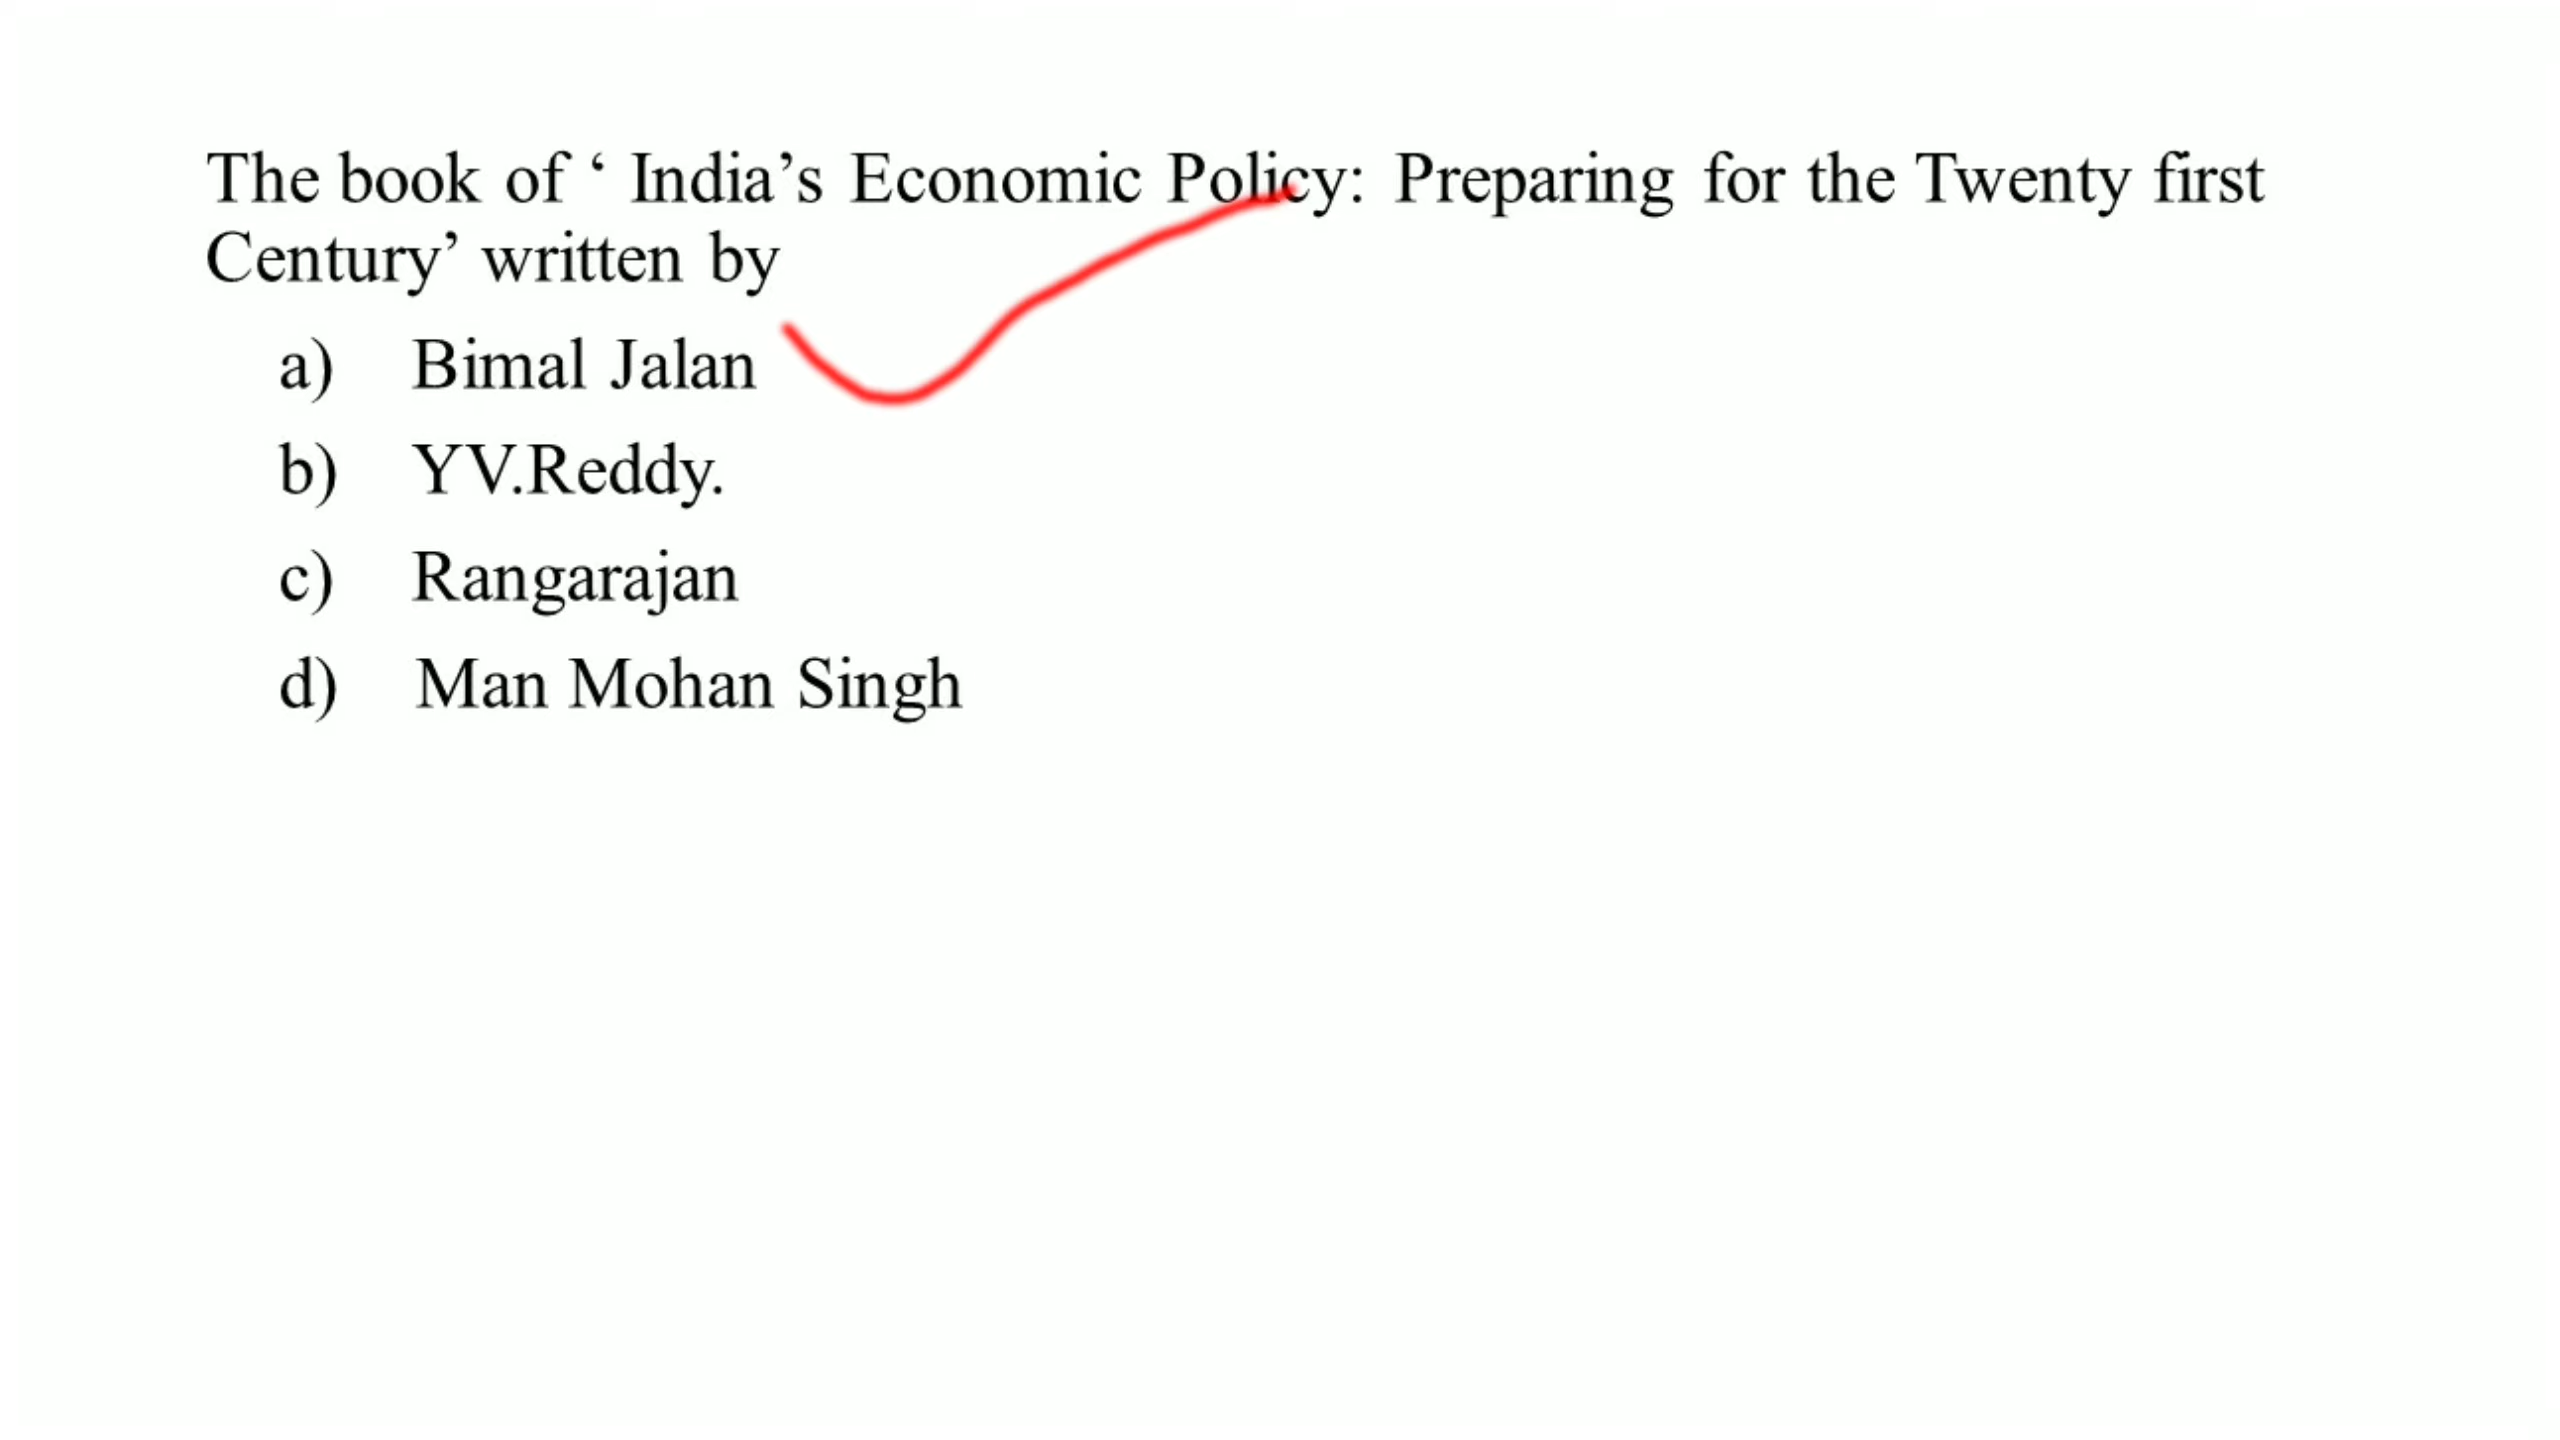 The book of ‘ India’s Economic Policy: Preparing for the Twenty first
Century’ written by
a) Bimal Jalan
b) YV.Reddy.
c) Rangarajan
d) Man Mohan Singh